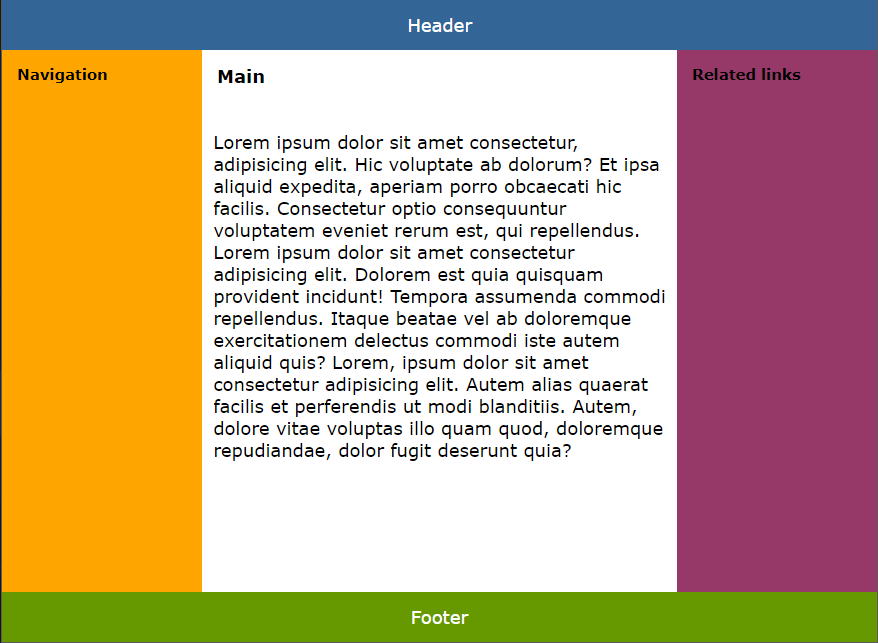 Header
Navigation
Main
Lorem ipsum dolor sit amet consectetur,
adipisicing elit. Hic voluptate ab dolorum? Et ipsa
aliquid expedita, aperiam porro obcaecati hic
facilis. Consectetur optio consequuntur
voluptatem eveniet rerum est, qui repellendus.
Lorem ipsum dolor sit amet consectetur
adipisicing elit. Dolorem est quia quisquam
provident incidunt! Tempora assumenda commodi
repellendus. Itaque beatae vel ab doloremque
exercitationem delectus commodi iste autem
aliquid quis? Lorem, ipsum dolor sit amet
consectetur adipisicing elit. Autem alias quaerat
facilis et perferendis ut modi blanditiis. Autem,
dolore vitae voluptas illo quam quod, doloremque
repudiandae, dolor fugit deserunt quia?
Related links
Footer